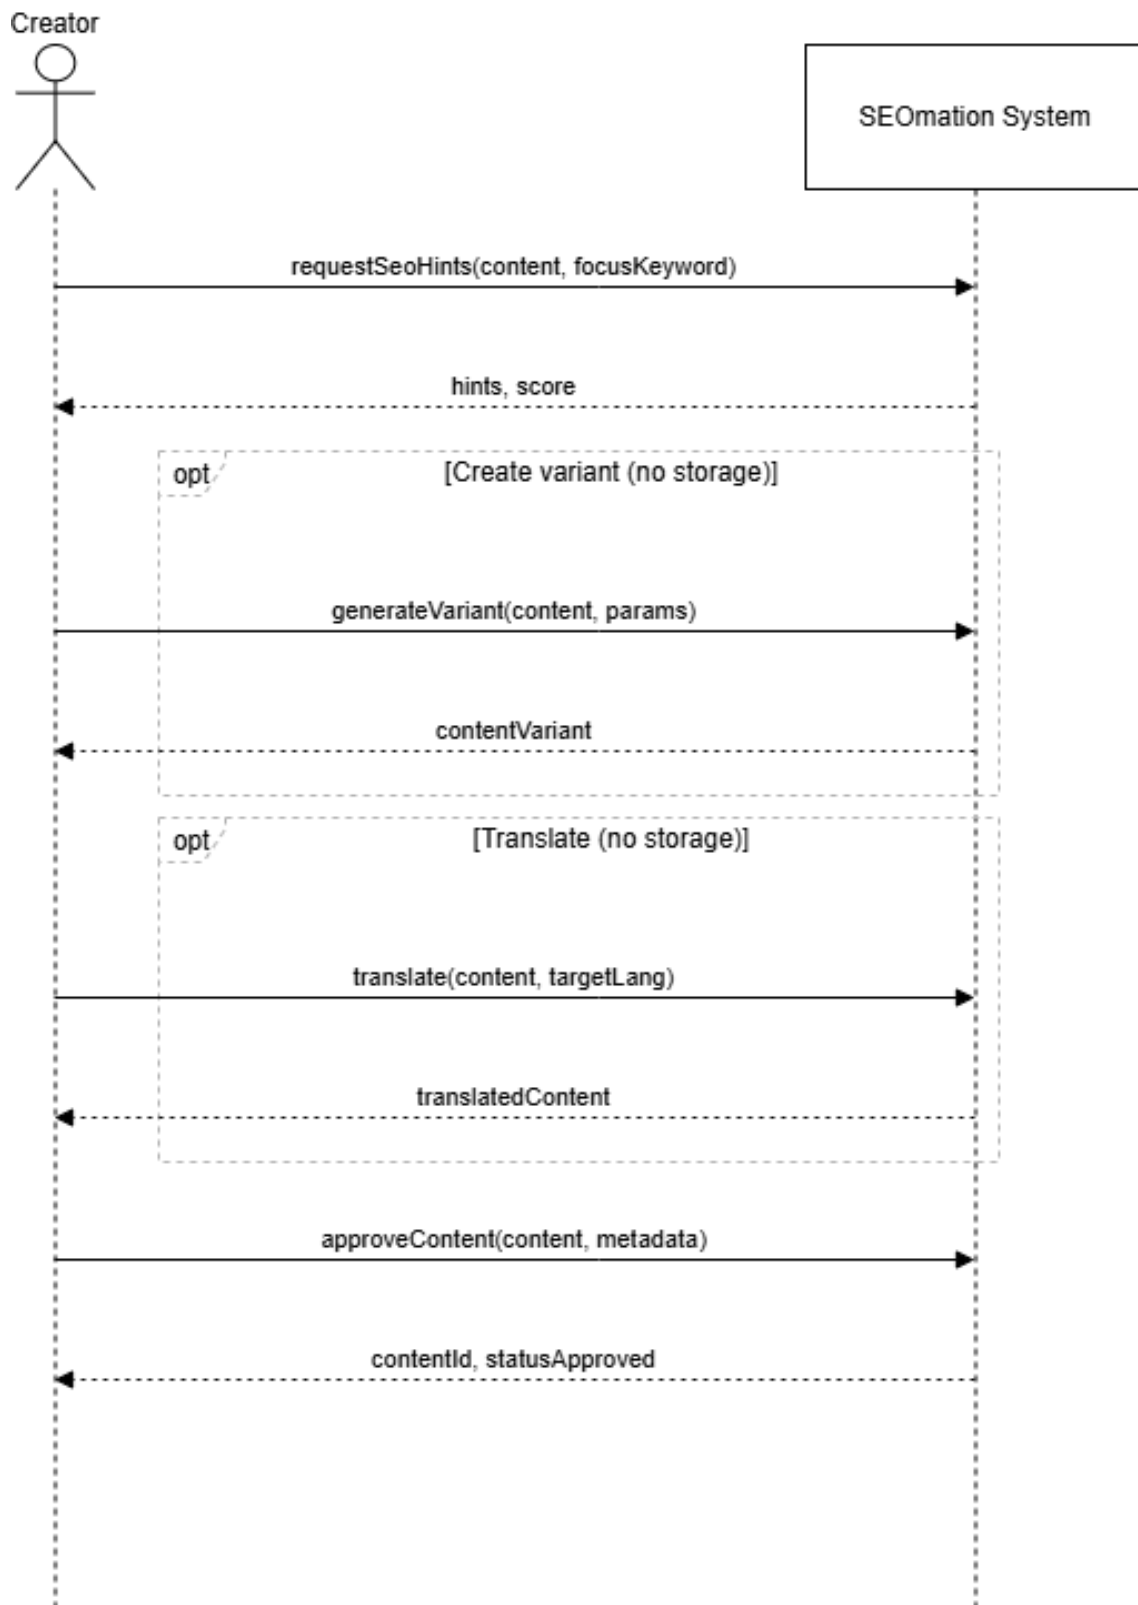 Creator
SEOmation System
requestSeoHints(content, focusKeyword)
hints, score
opt
[Create variant (no storage)]
generateVariant(content, params)
contentVariant
opt
[Translate (no storage)]
translate(content, targetLang)
translatedContent
approveContent(content, metadata)
contentId, statusApproved